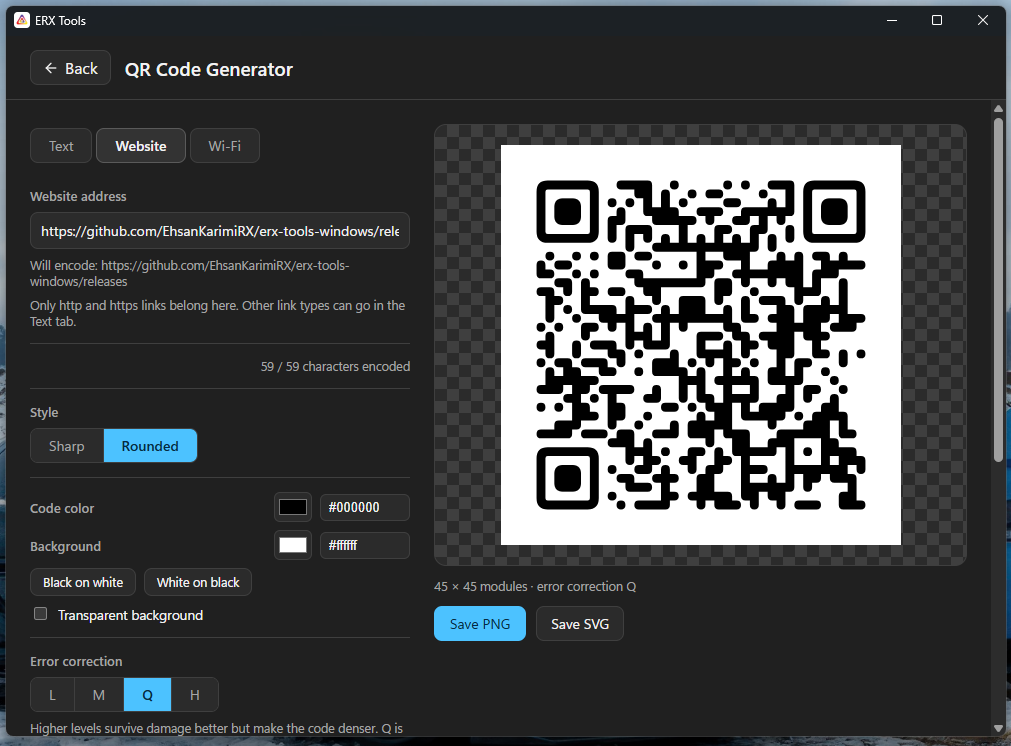 ERX Tools
Back
QR Code Generator
Text
Website
Wi-Fi
Website address
https://github.com/EhsanKarimiRX/erx-tools-windows/rele
Will encode: https://github.com/EhsanKarimiRX/erx-tools-
windows/releases
Only http and https links belong here. Other link types can go in the
Text tab.
59 / 59 characters encoded
Style
Sharp
Rounded
Code color
#000000
Background
#ffffff
Black on white
White on black
Transparent background
Error correction
L
M
Q
H
Higher levels survive damage better but make the code denser. Q is
45 × 45 modules · error correction Q
Save PNG
Save SVG